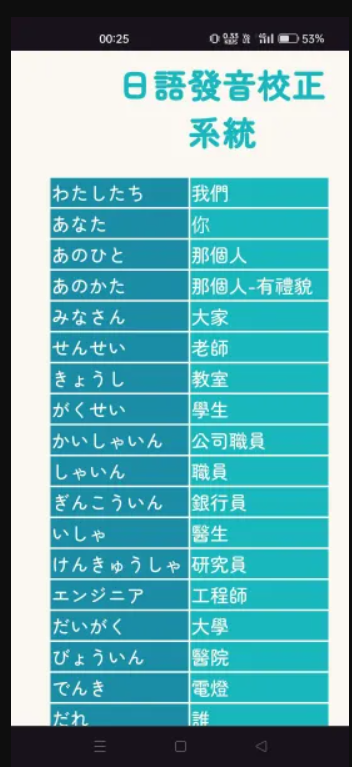 00:25 0.33 53%
日語發音校正
系統
わたしたち 我們
あなた 你
あのひと 那個人
あのかた 那個人-有禮貌
みなさん 大家
せんせい 老師
きょうし 教室
がくせい 學生
かいしゃいん 公司職員
しゃいん 職員
ぎんこういん 銀行員
いしゃ 醫生
けんきゅうしゃ 研究員
エンジニア 工程師
だいがく 大學
びょういん 醫院
でんき 電燈
だれ 誰